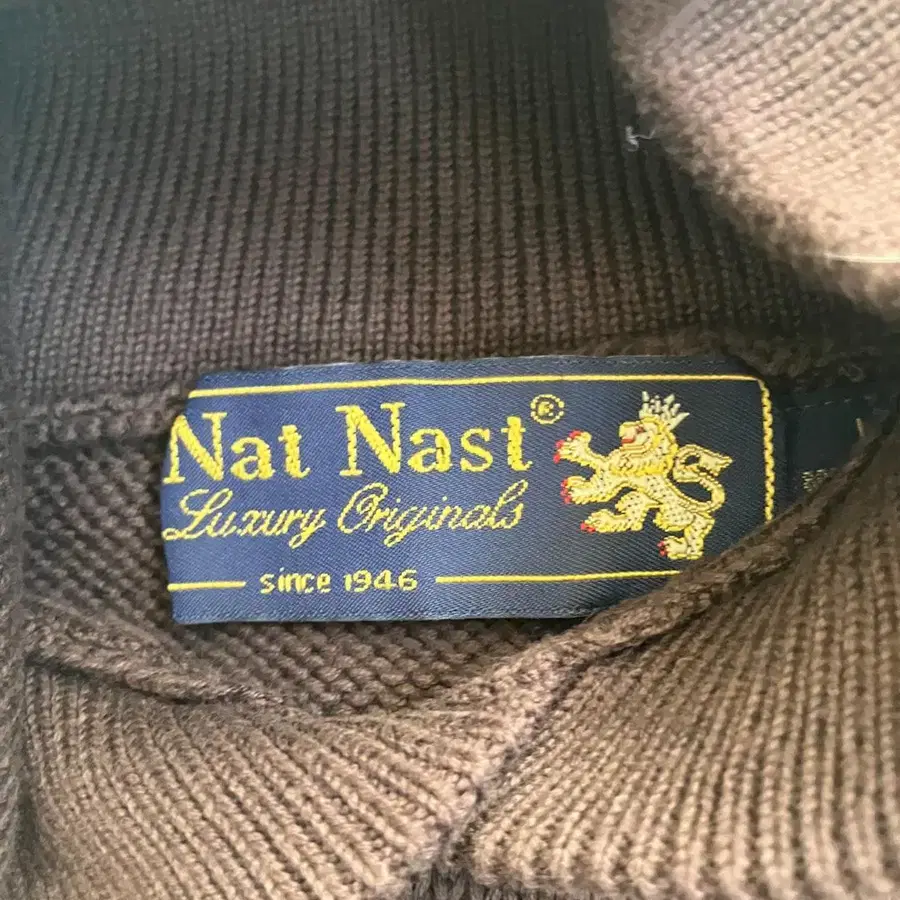 Nat Nast®
Luxury Originals
since 1946